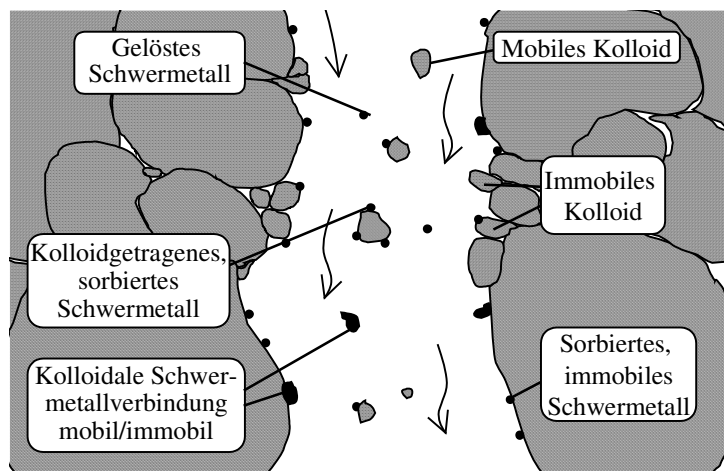 Gelöstes
Schwermetall
Mobiles Kolloid
Immobiles
Kolloid
Kolloidgetragenes,
sorbiertes
Schwermetall
Kolloidale Schwer-
metallverbindung
mobil/immobil
Sorbiertes,
immobiles
Schwermetall